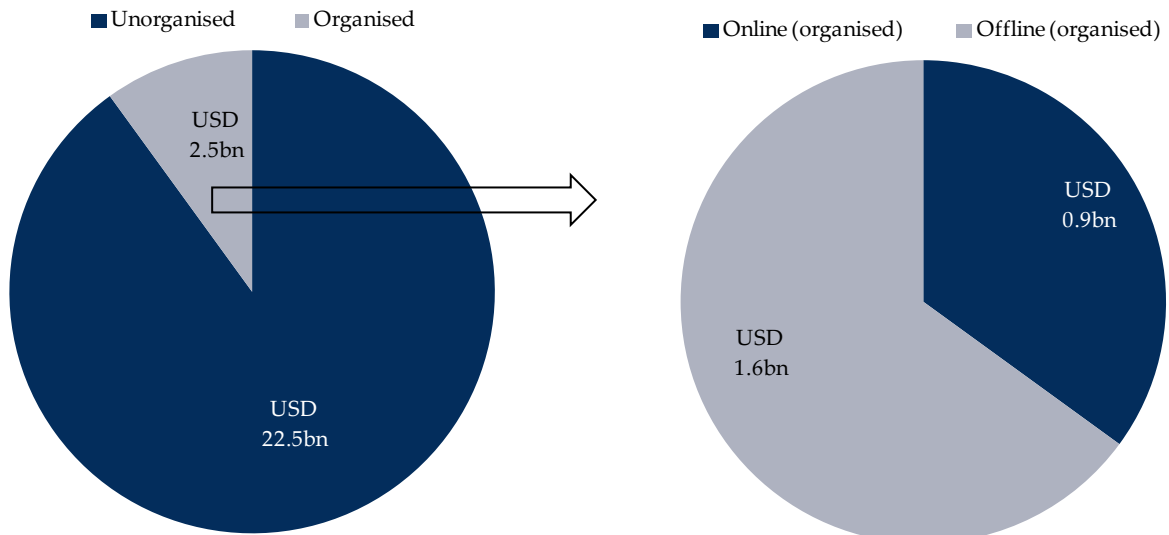 Unorganised
Organised
USD
2.5bn
USD
22.5bn
Online (organised)
Offline (organised)
USD
0.9bn
USD
1.6bn